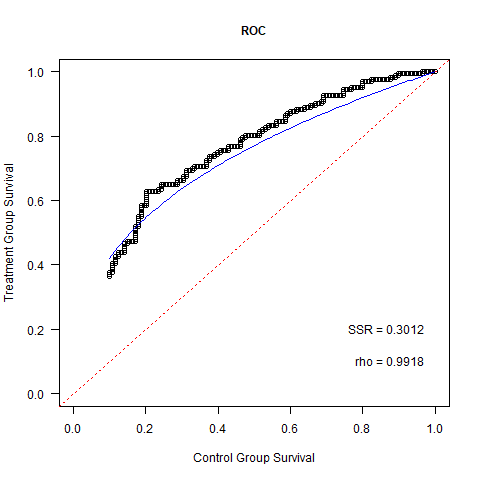 ROC
Treatment Group Survival
1.0
0.8
0.6
0.4
0.2
0.0
SSR = 0.3012
rho = 0.9918
0.0 0.2 0.4 0.6 0.8 1.0
Control Group Survival